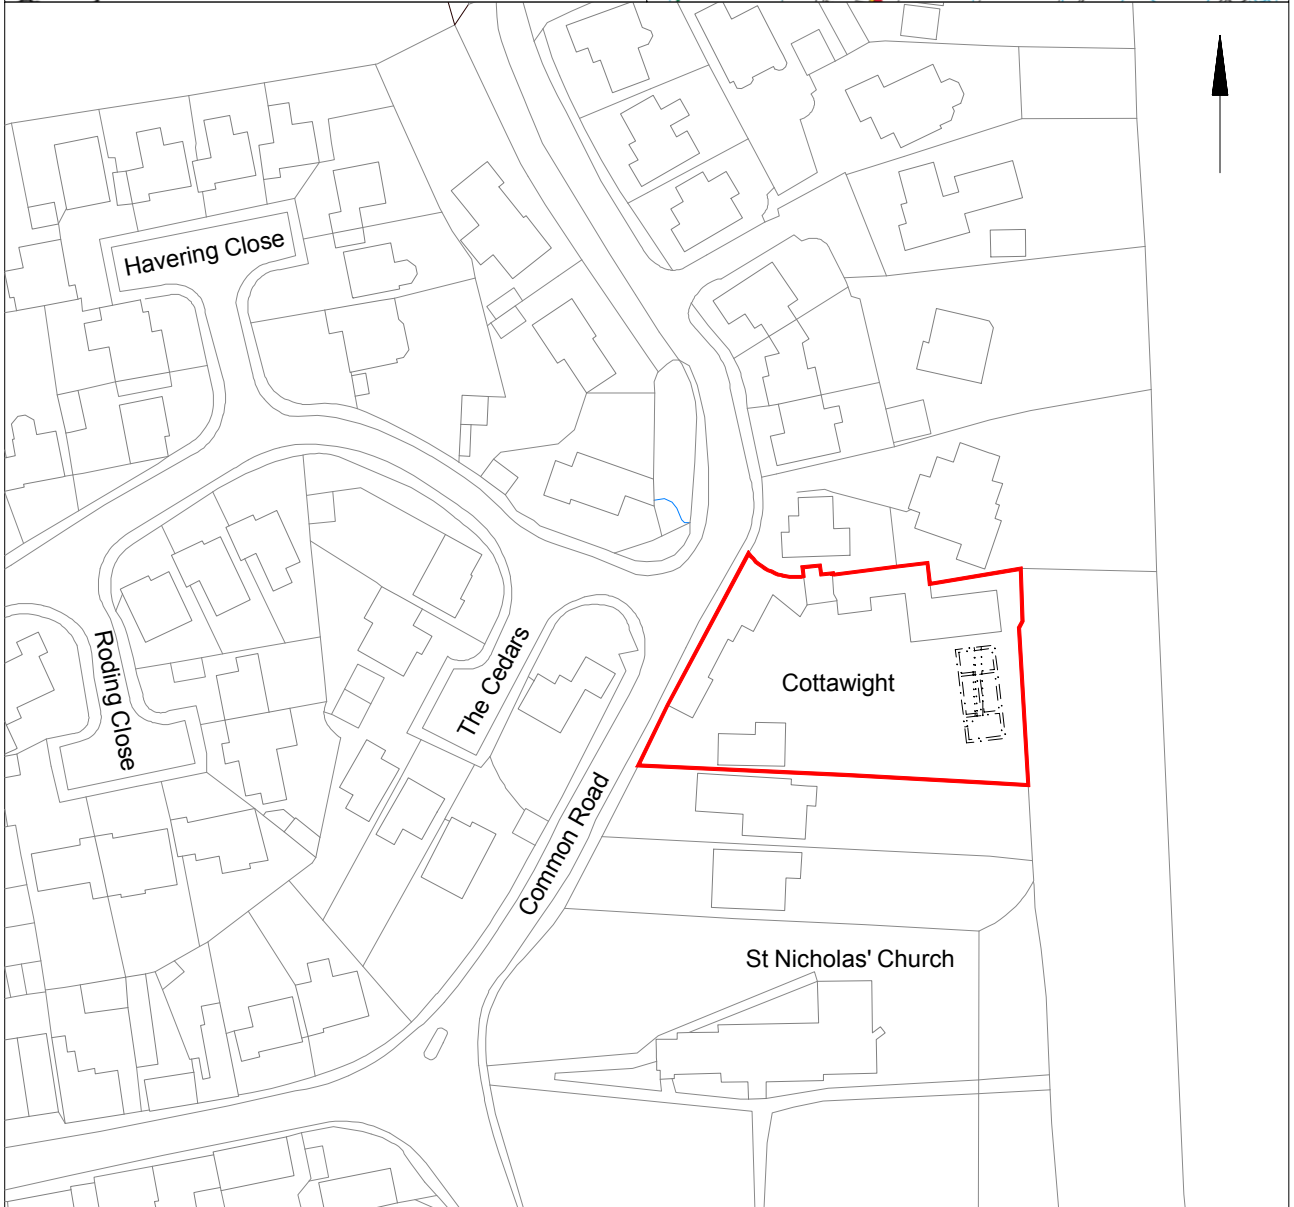 Havering Close
Roding Close
The Cedars
Cottawight
Common Road
St Nicholas' Church